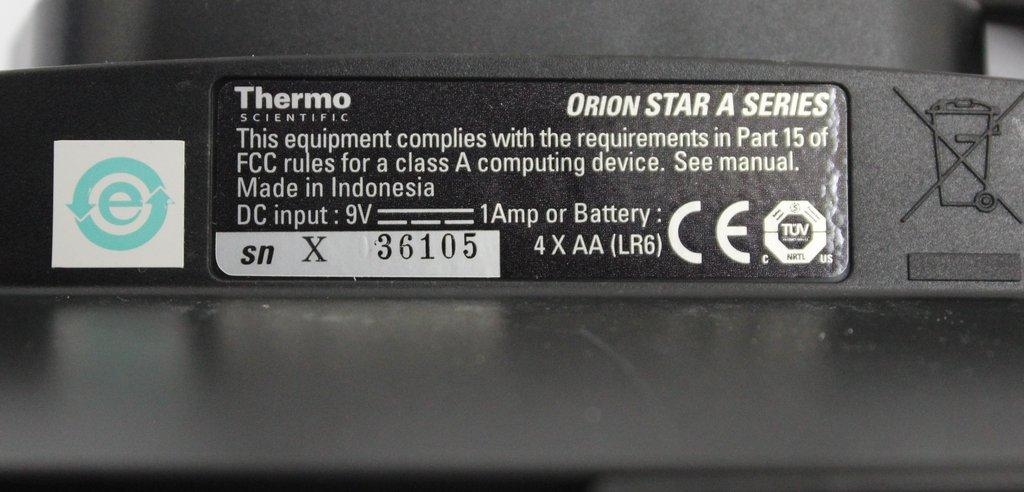 Thermo
SCIENTIFIC
ORION STAR A SERIES
This equipment complies with the requirements in Part 15 of
FCC rules for a class A computing device. See manual.
Made in Indonesia
DC input : 9V 1Amp or Battery :
4 X AA (LR6)
sn X 36105
CE
TÜV
NRTL
C US
e